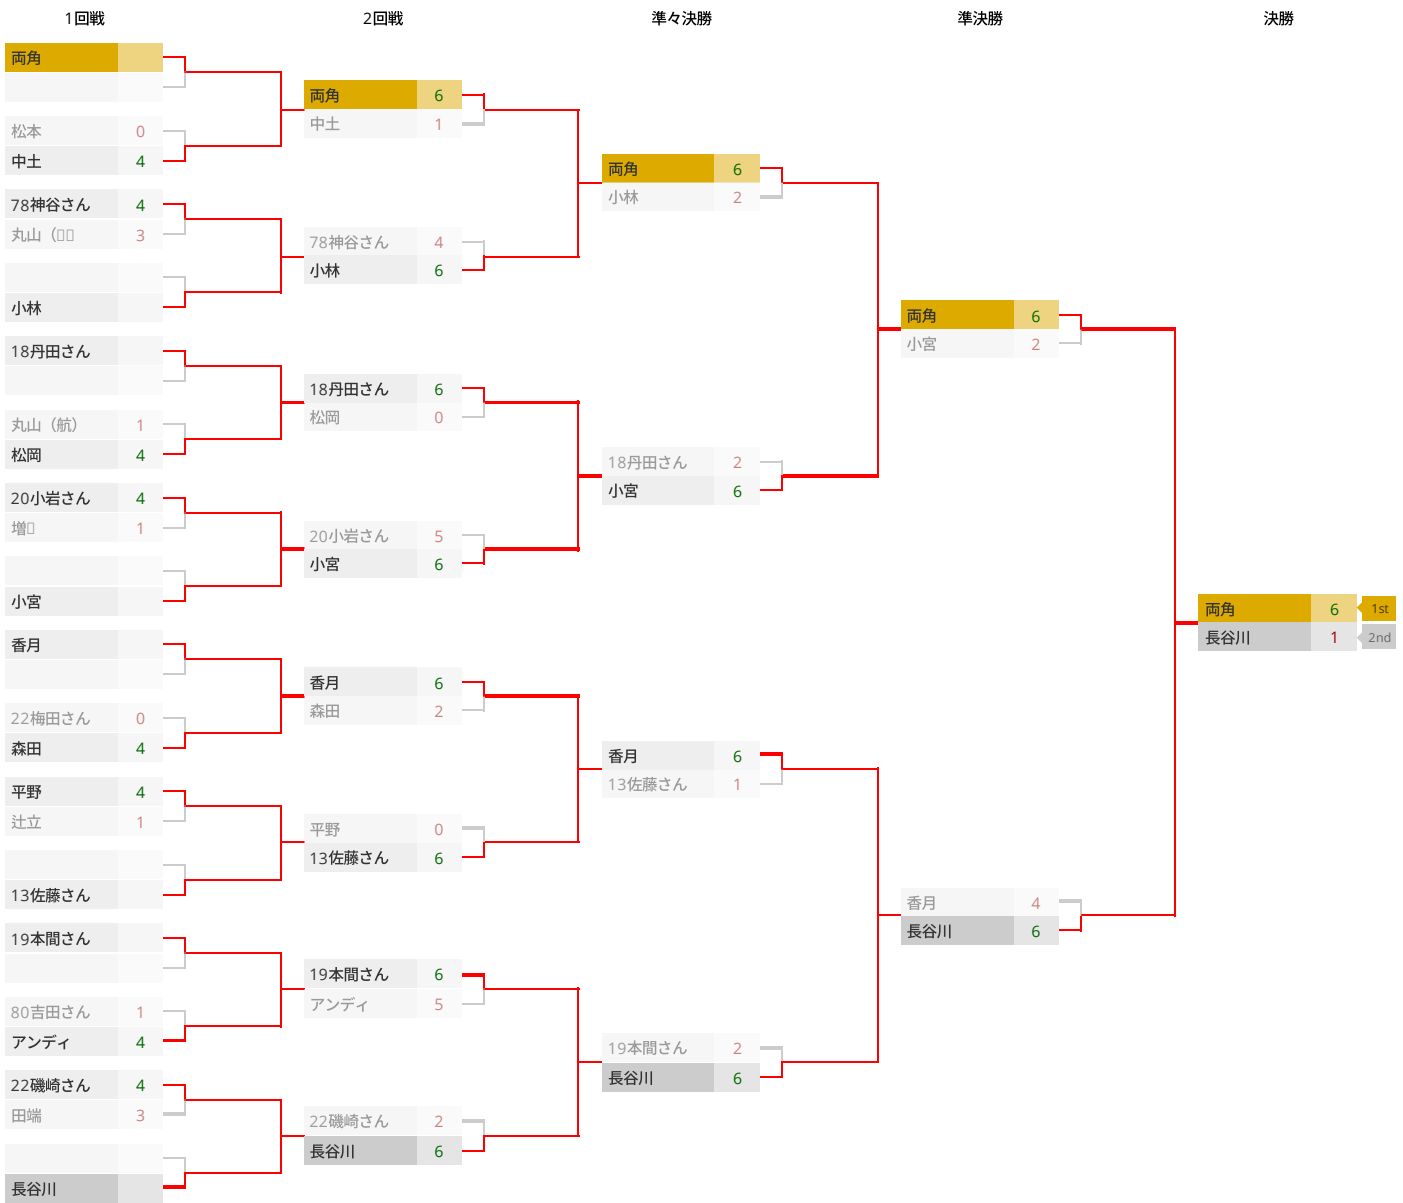 1回戦
2回戦
準々決勝
準決勝
決勝
両角
松本 0
中土 4
78神谷さん 4
丸山（ 3
小林
18丹田さん
丸山（航） 1
松岡 4
20小岩さん 4
増 1
小宮
香月
22梅田さん 0
森田 4
平野 4
辻立 1
13佐藤さん
19本間さん
80吉田さん 1
アンディ 4
22磯崎さん 4
田端 3
長谷川
両角 6
中土 1
78神谷さん 4
小林 6
18丹田さん 6
松岡 0
20小岩さん 5
小宮 6
香月 6
森田 2
平野 0
13佐藤さん 6
19本間さん 6
アンディ 5
22磯崎さん 2
長谷川 6
両角 6
小林 2
18丹田さん 2
小宮 6
香月 6
13佐藤さん 1
19本間さん 2
長谷川 6
両角 6
小宮 2
香月 4
長谷川 6
両角 6 1st
長谷川 1 2nd